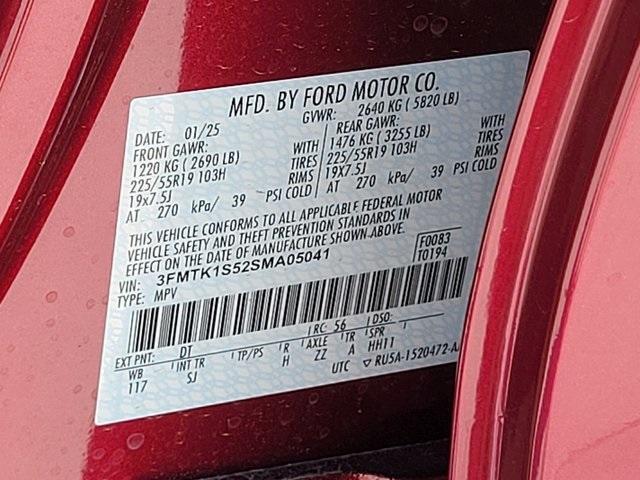 MFD. BY FORD MOTOR CO.
DATE: 01/25 GVWR: 2640 KG ( 5820 LB)
FRONT GAWR: REAR GAWR:
1220 KG ( 2690 LB) WITH 1476 KG ( 3255 LB) WITH
225/55R19 103H TIRES 225/55R19 103H TIRES
19X7.5J RIMS 19X7.5J RIMS
AT 270 kPa/ 39 PSI COLD AT 270 kPa/ 39 PSI COLD
THIS VEHICLE CONFORMS TO ALL APPLICABLE FEDERAL MOTOR
VEHICLE SAFETY AND THEFT PREVENTION STANDARDS IN
EFFECT ON THE DATE OF MANUFACTURE SHOWN ABOVE.
VIN: 3FMTK1S52SMA05041 F0083
TYPE: MPV T0194
EXT PNT: DT RC: 56 DSO:
WB INT TR TP/PS R AXLE TR SPR
117 SJ H ZZ A HH11
UTC ▽ RU5A-1520472-A